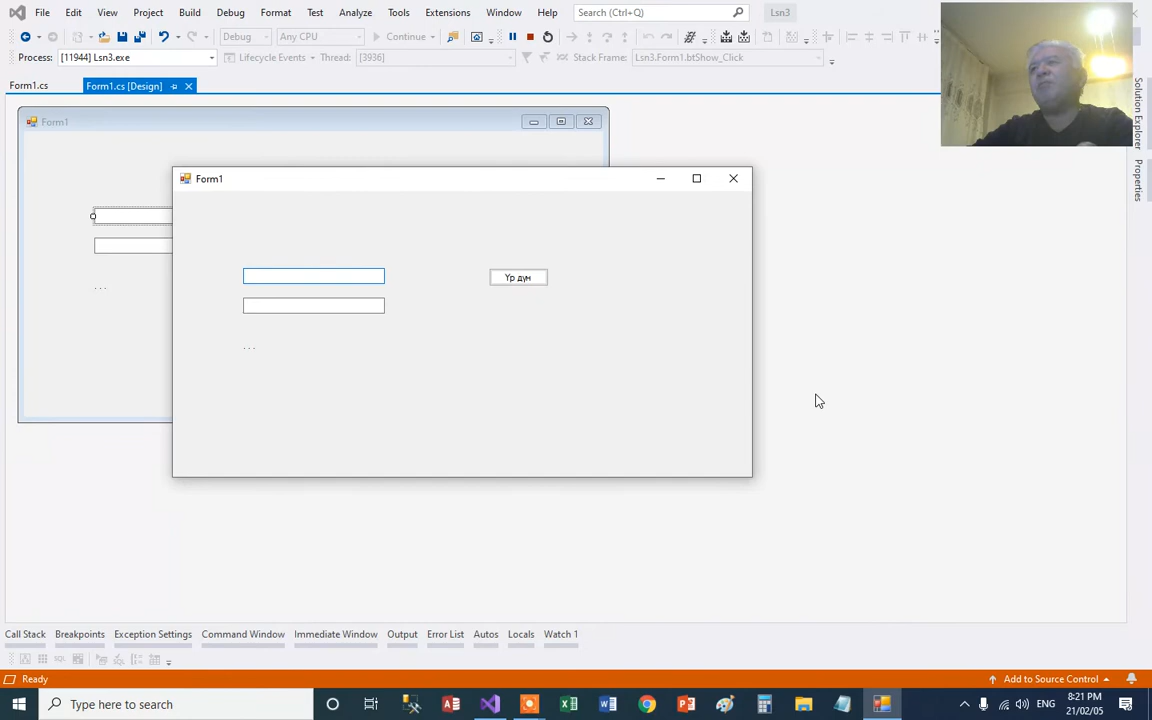 File Edit View Project Build Debug Format Test Analyze Tools Extensions Window Help Search (Ctrl+Q) Lsn3
Debug Any CPU Continue
Process: [11944] Lsn3.exe Lifecycle Events Thread: [3936] Stack Frame: Lsn3.Form1.btShow_Click
Form1.cs Form1.cs [Design]
Form1
Form1
Үр дүн
...
...
Solution Explorer
Properties
Call Stack Breakpoints Exception Settings Command Window Immediate Window Output Error List Autos Locals Watch 1
Ready Add to Source Control
Type here to search ENG 8:21 PM
21/02/05